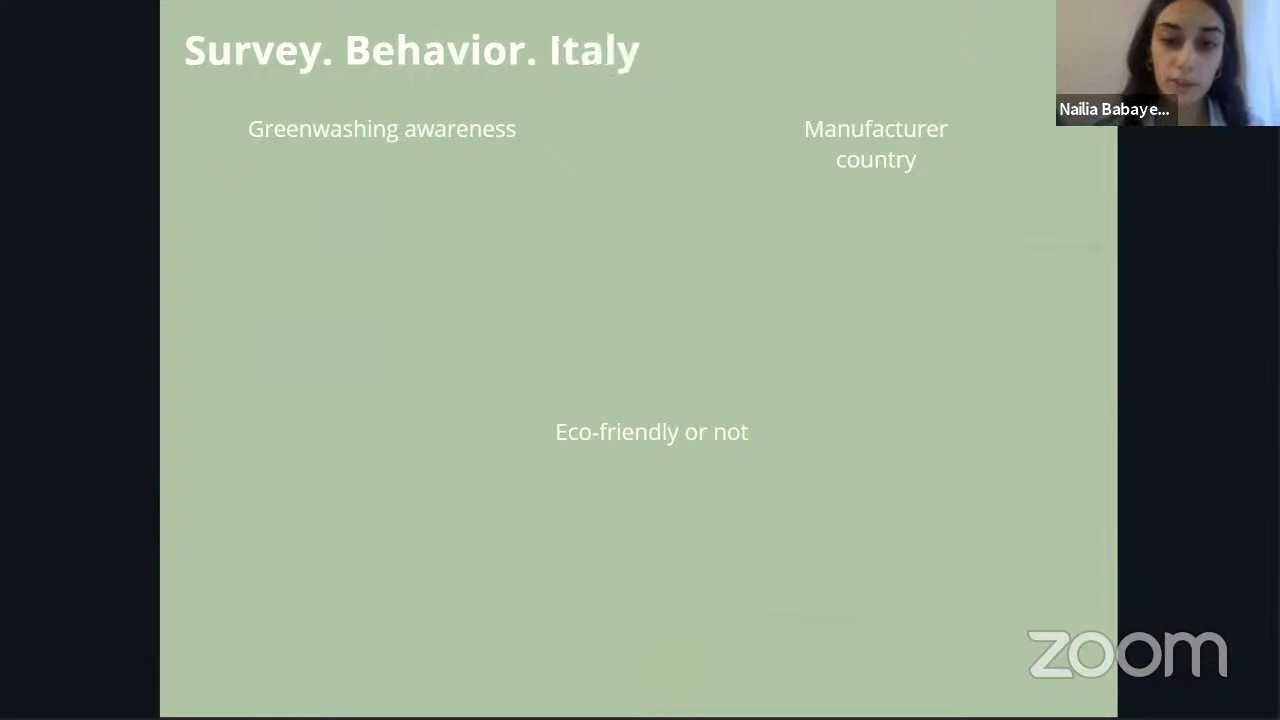 Survey. Behavior. Italy
Greenwashing awareness
Manufacturer
country
Nailia Babaye...
Eco-friendly or not
zoom